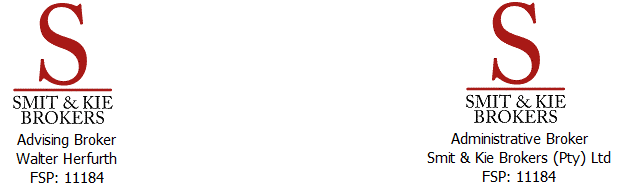 S
SMIT & KIE
BROKERS
Advising Broker
Walter Herfurth
FSP: 11184
S
SMIT & KIE
BROKERS
Administrative Broker
Smit & Kie Brokers (Pty) Ltd
FSP: 11184